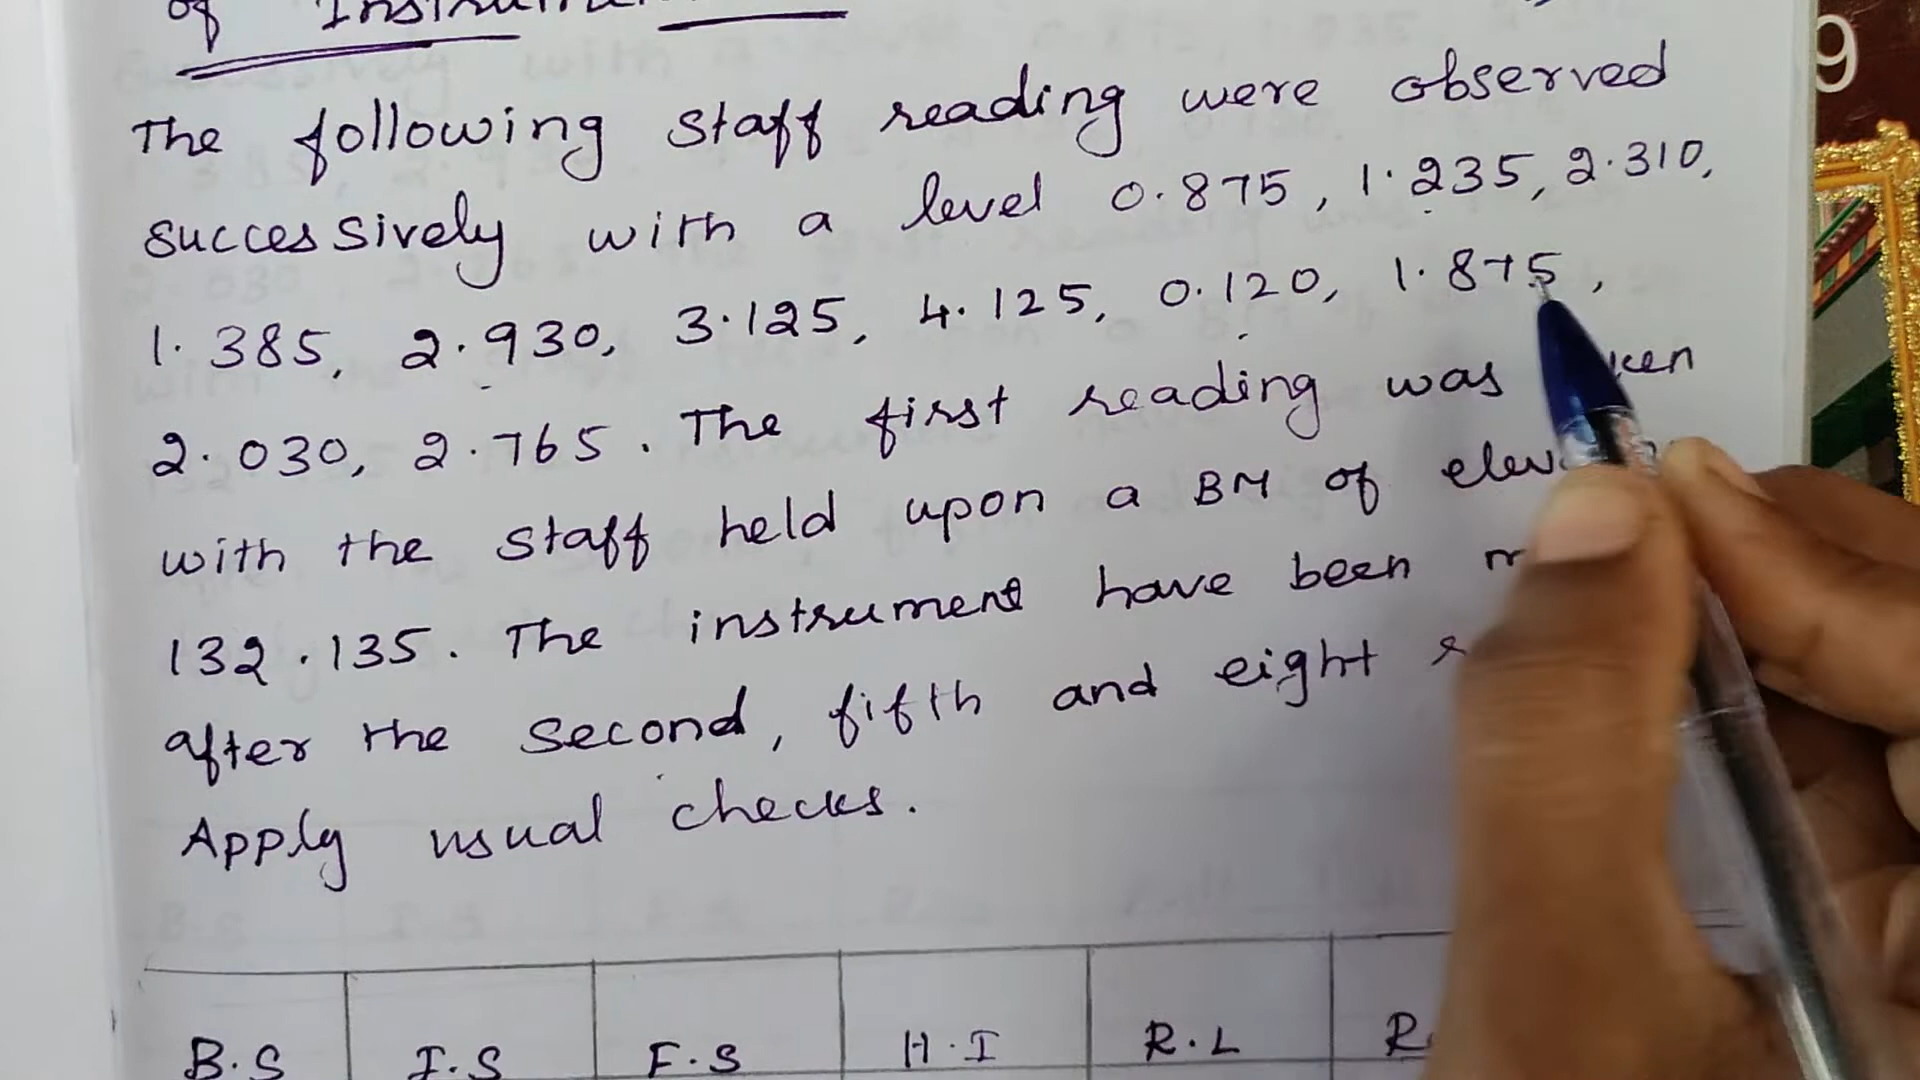 of
The following staff reading were observed
successively with a level 0.875, 1.235, 2.310,
1.385, 2.930, 3.125, 4.125, 0.120, 1.875,
2.030, 2.765. The first reading was
with the staff held upon a BM of
132.135. The instrument have been
after the second, fifth and eight
Apply usual checks.
B.S I.S F.S H.I R.L
9